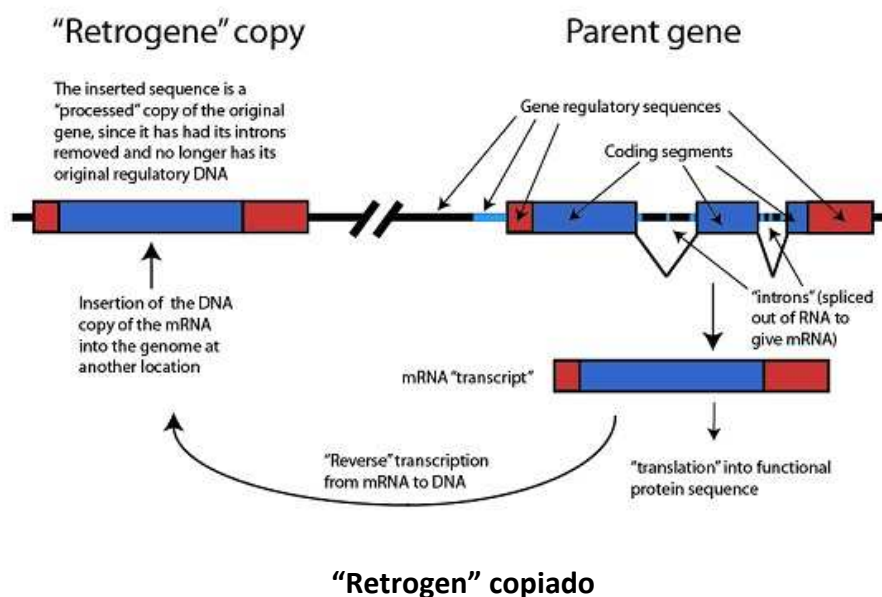 “Retrogene” copy
The inserted sequence is a
“processed” copy of the original
gene, since it has had its introns
removed and no longer has its
original regulatory DNA
Parent gene
Gene regulatory sequences
Coding segments
Insertion of the DNA
copy of the mRNA
into the genome at
another location
“introns” (spliced
out of RNA to
give mRNA)
mRNA “transcript”
“Reverse” transcription
from mRNA to DNA
“translation” into functional
protein sequence
“Retrogen” copiado